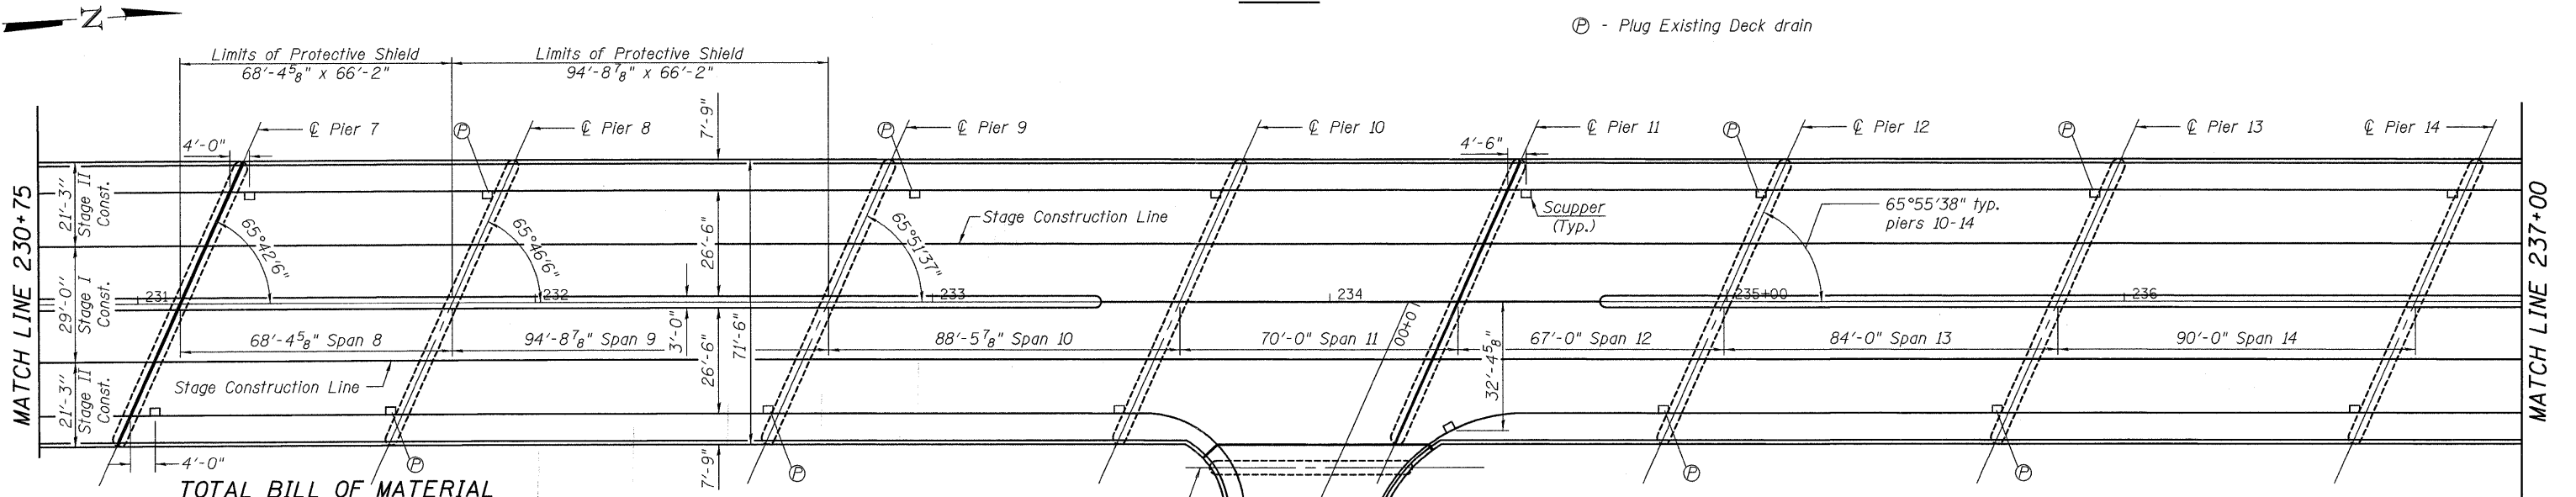 N
Ⓟ - Plug Existing Deck drain
Limits of Protective Shield
68'-4⅝" x 66'-2"
Limits of Protective Shield
94'-8⅞" x 66'-2"
7'-9"
℄ Pier 7
Ⓟ
℄ Pier 8
Ⓟ
℄ Pier 9
℄ Pier 10
℄ Pier 11
Ⓟ
℄ Pier 12
Ⓟ
℄ Pier 13
℄ Pier 14
4'-0"
4'-6"
MATCH LINE 230+75
21'-3"
Stage II
Const.
65°42'6"
65°46'6"
26'-6"
65°51'37"
Stage Construction Line
Scupper
(Typ.)
65°55'38" typ.
piers 10-14
MATCH LINE 237+00
29'-0"
Stage I
Const.
231
232
233
234
235+00
236
68'-4⅝" Span 8
94'-8⅞" Span 9
3'-0"
71'-6"
88'-5⅞" Span 10
70'-0" Span 11
10+00
67'-0" Span 12
84'-0" Span 13
90'-0" Span 14
32'-4⅝"
21'-3"
Stage II
Const.
Stage Construction Line
26'-6"
4'-0"
Ⓟ
7'-9"
Ⓟ
Ⓟ
Ⓟ
TOTAL BILL OF MATERIAL